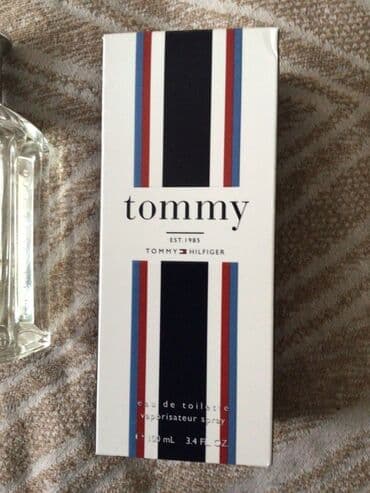 tommy
EST. 1985
TOMMY HILFIGER
eau de toilette
vaporisateur spray
e 100 mL 3.4 FL. OZ.